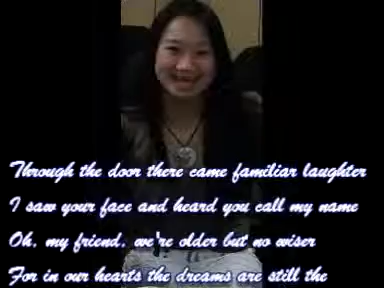 Through the door there came familiar laughter
I saw your face and heard you call my name
Oh, my friend, we're older but no wiser
For in our hearts the dreams are still the